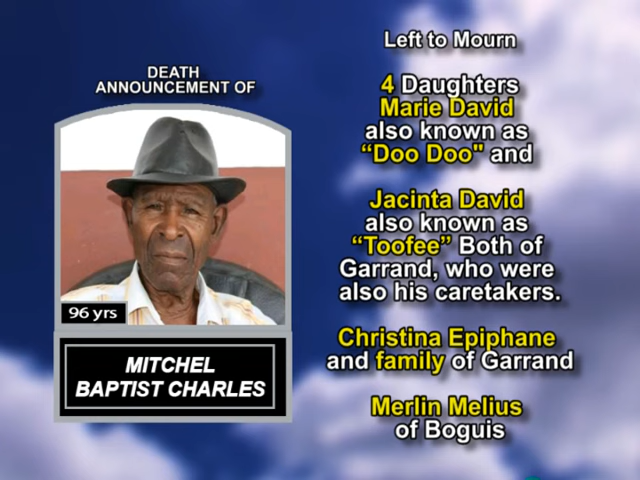 DEATH
ANNOUNCEMENT OF
96 yrs
MITCHEL
BAPTIST CHARLES
Left to Mourn
4 Daughters
Marie David
also known as
“Doo Doo" and
Jacinta David
also known as
“Toofee” Both of
Garrand, who were
also his caretakers.
Christina Epiphane
and family of Garrand
Merlin Melius
of Boguis